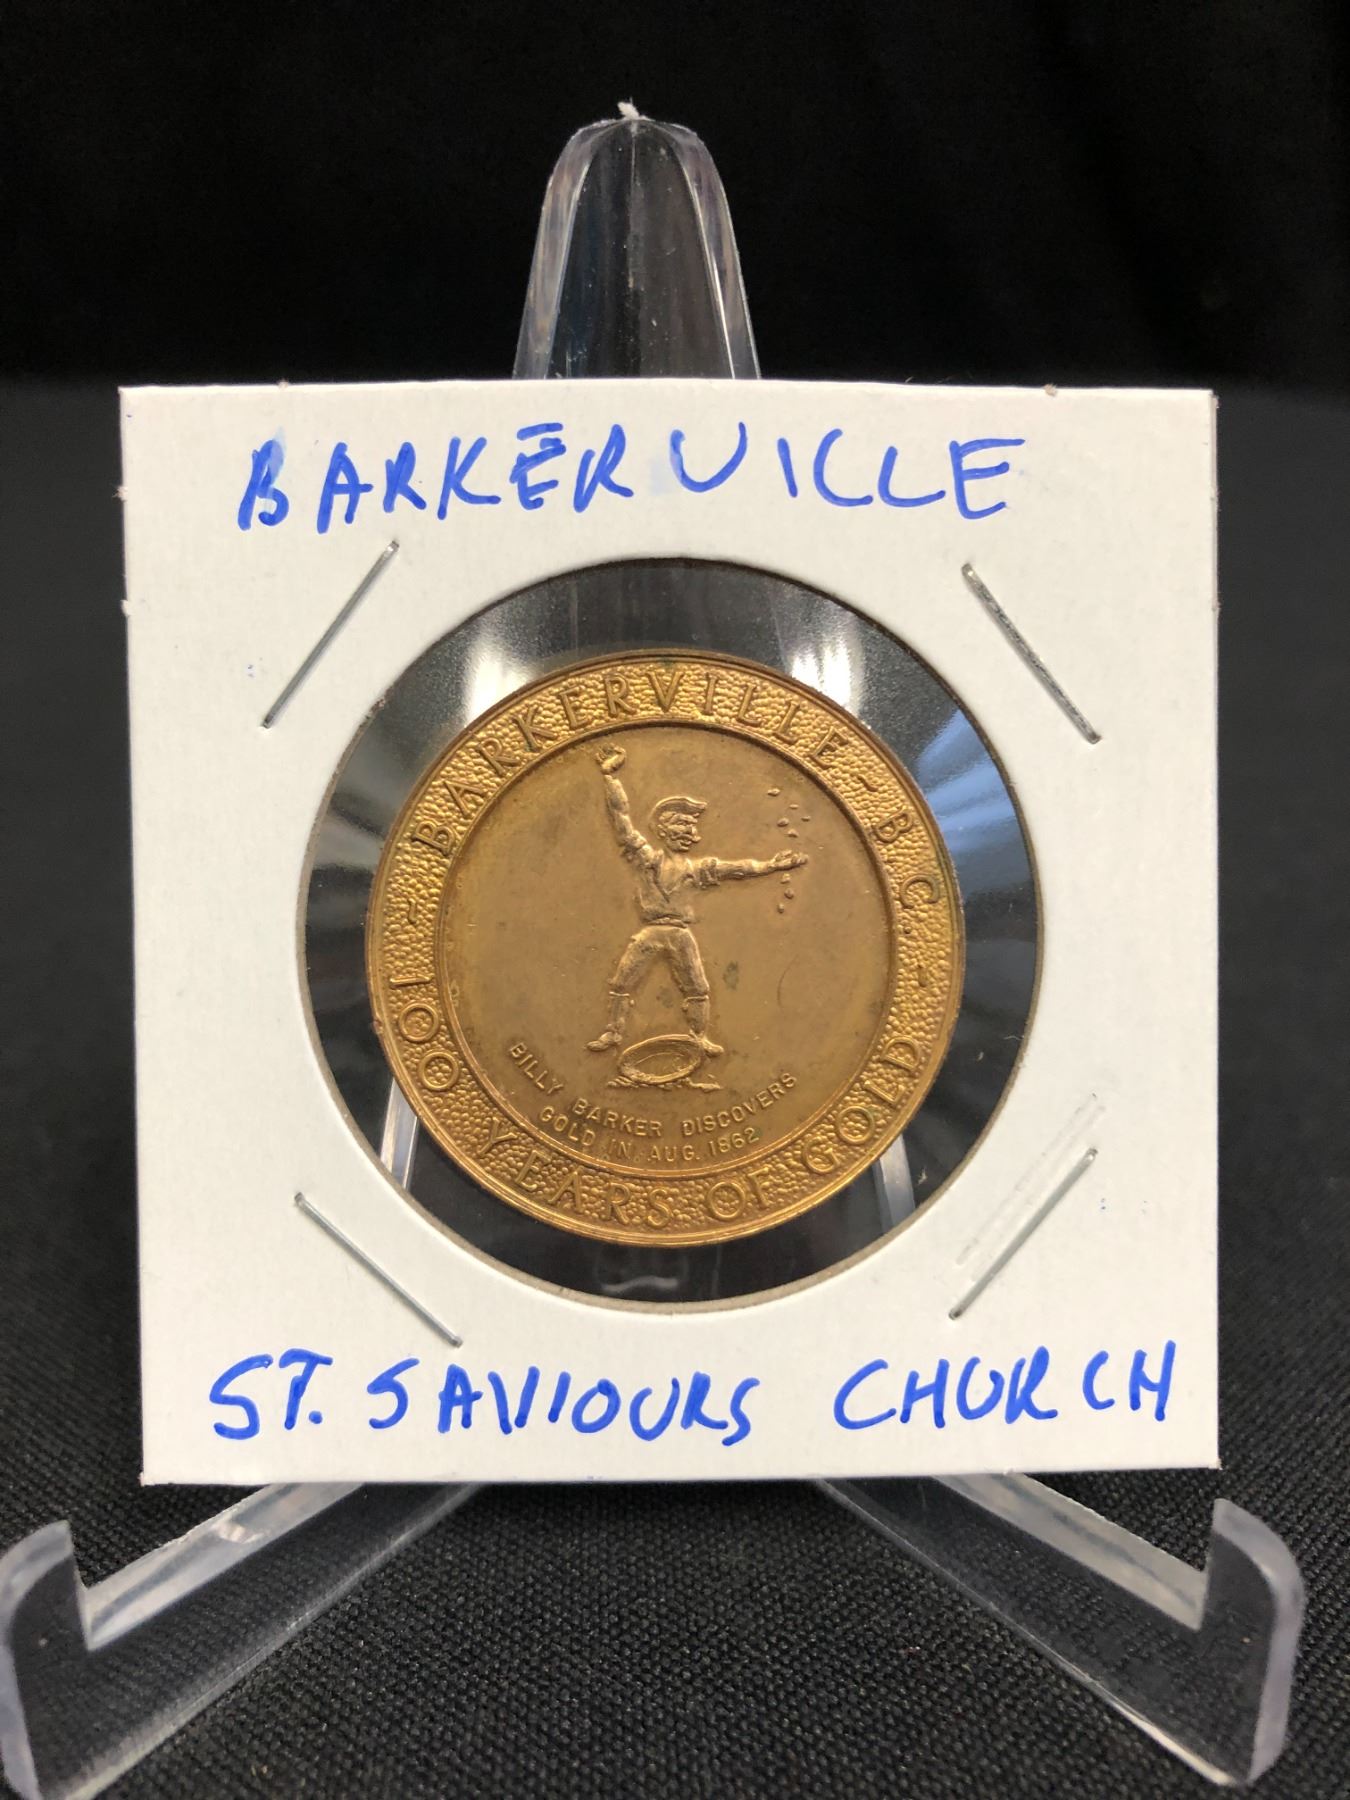 BARKERVILLE
BARKERVILLE ~ B.C. ~
100 YEARS OF GOLD ~
BILLY BARKER DISCOVERS
GOLD IN AUG. 1862
ST. SAVIOURS CHURCH